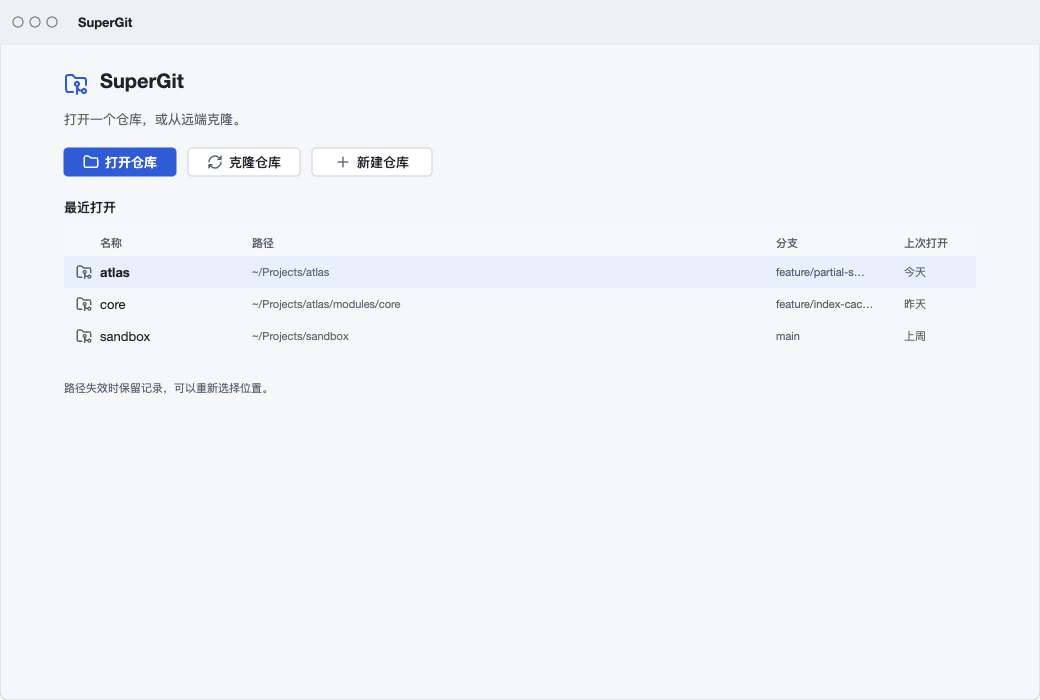 SuperGit
SuperGit
打开一个仓库，或从远端克隆。
打开仓库 克隆仓库 新建仓库
最近打开
名称 路径 分支 上次打开
atlas ~/Projects/atlas feature/partial-s... 今天
core ~/Projects/atlas/modules/core feature/index-cac... 昨天
sandbox ~/Projects/sandbox main 上周
路径失效时保留记录，可以重新选择位置。